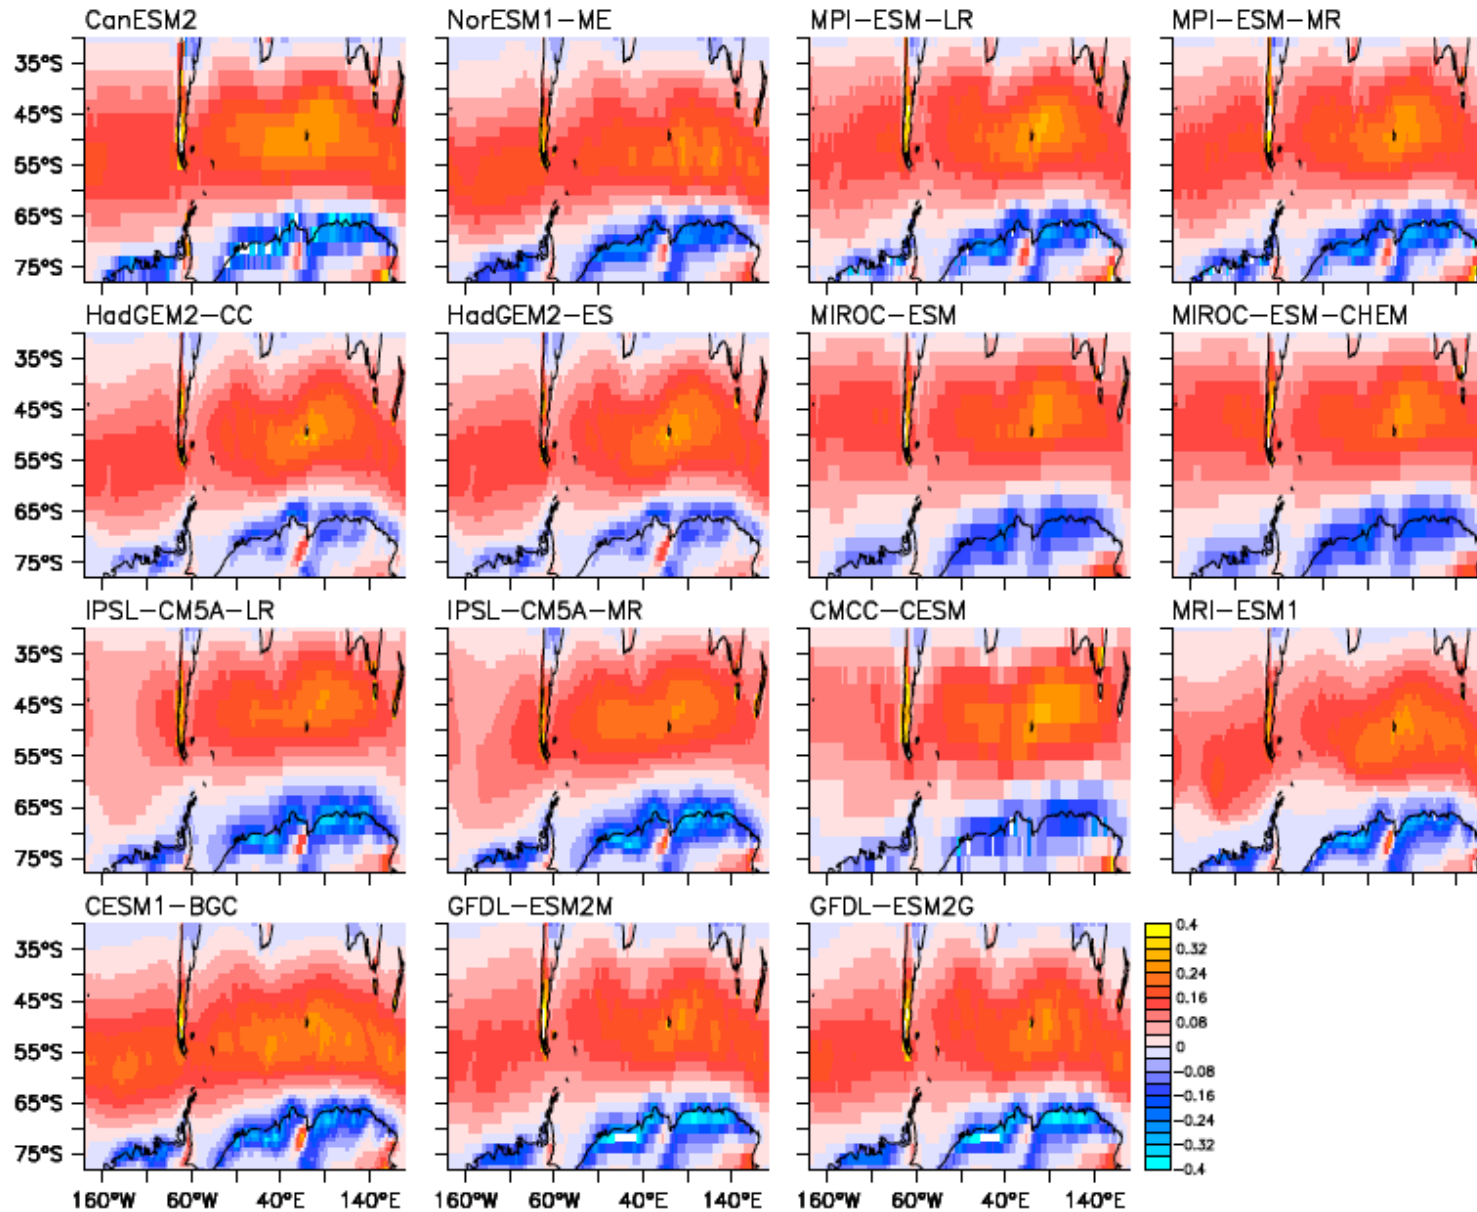 CanESM2 NorESM1-ME MPI-ESM-LR MPI-ESM-MR
35°S
45°S
55°S
65°S
75°S
HadGEM2-CC HadGEM2-ES MIROC-ESM MIROC-ESM-CHEM
35°S
45°S
55°S
65°S
75°S
IPSL-CM5A-LR IPSL-CM5A-MR CMCC-CESM MRI-ESM1
35°S
45°S
55°S
65°S
75°S
CESM1-BGC GFDL-ESM2M GFDL-ESM2G
35°S
45°S
55°S
65°S
75°S
0.4
0.32
0.24
0.16
0.08
0
-0.08
-0.16
-0.24
-0.32
-0.4
160°W 60°W 40°E 140°E 160°W 60°W 40°E 140°E 160°W 60°W 40°E 140°E